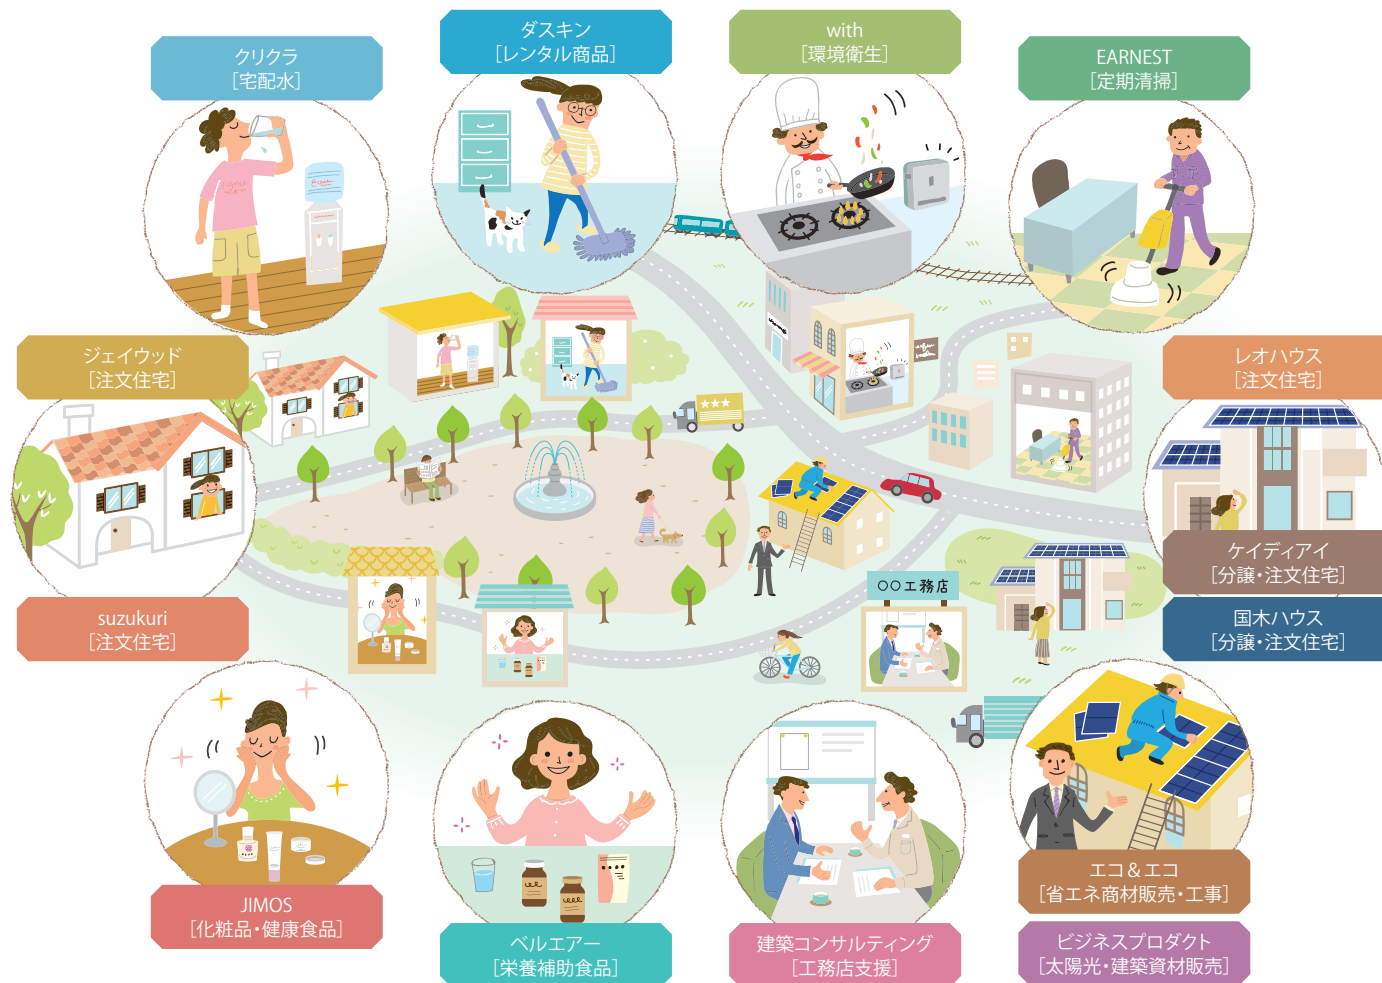 クリクラ
［宅配水］
ダスキン
［レンタル商品］
with
［環境衛生］
EARNEST
［定期清掃］
ジェイウッド
［注文住宅］
suzukuri
［注文住宅］
レオハウス
［注文住宅］
ケイディアイ
［分譲・注文住宅］
国木ハウス
［分譲・注文住宅］
○○工務店
JIMOS
［化粧品・健康食品］
ベルエアー
［栄養補助食品］
建築コンサルティング
［工務店支援］
エコ＆エコ
［省エネ商材販売・工事］
ビジネスプロダクト
［太陽光・建築資材販売］